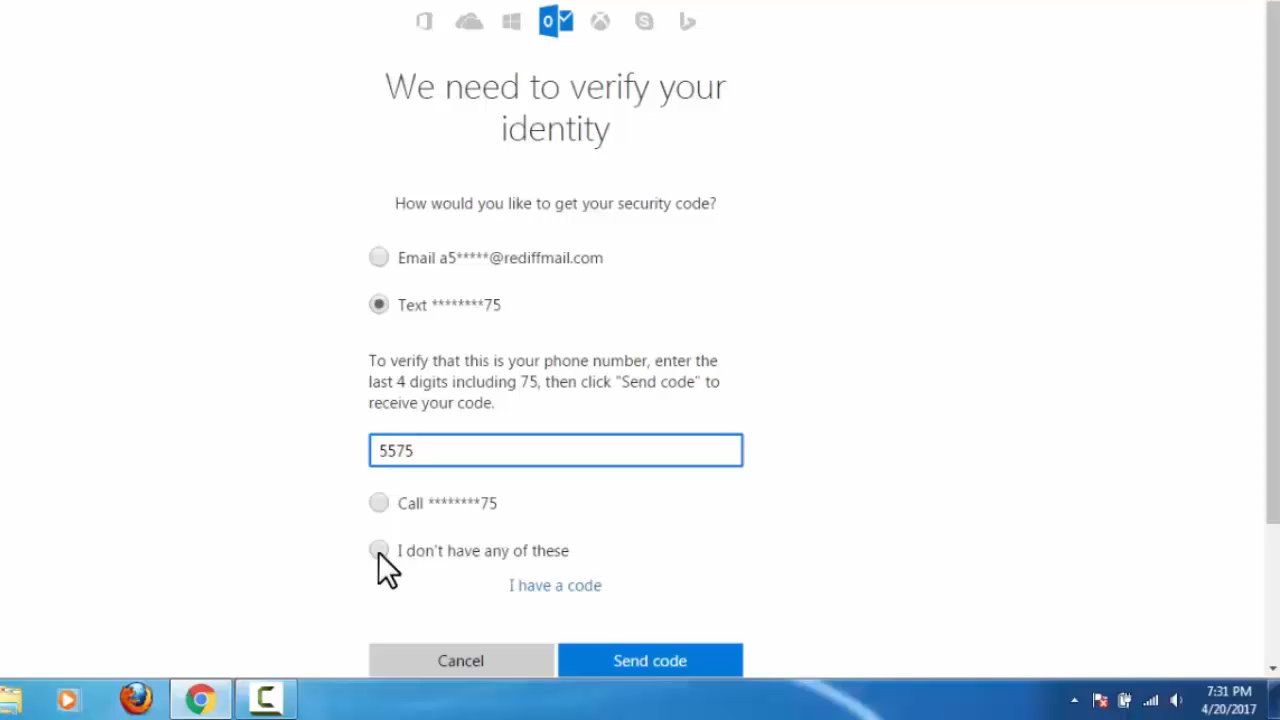 We need to verify your
identity
How would you like to get your security code?
Email a5*****@rediffmail.com
Text ********75
To verify that this is your phone number, enter the
last 4 digits including 75, then click "Send code" to
receive your code.
5575
Call ********75
I don't have any of these
I have a code
Cancel
Send code
7:31 PM
4/20/2017